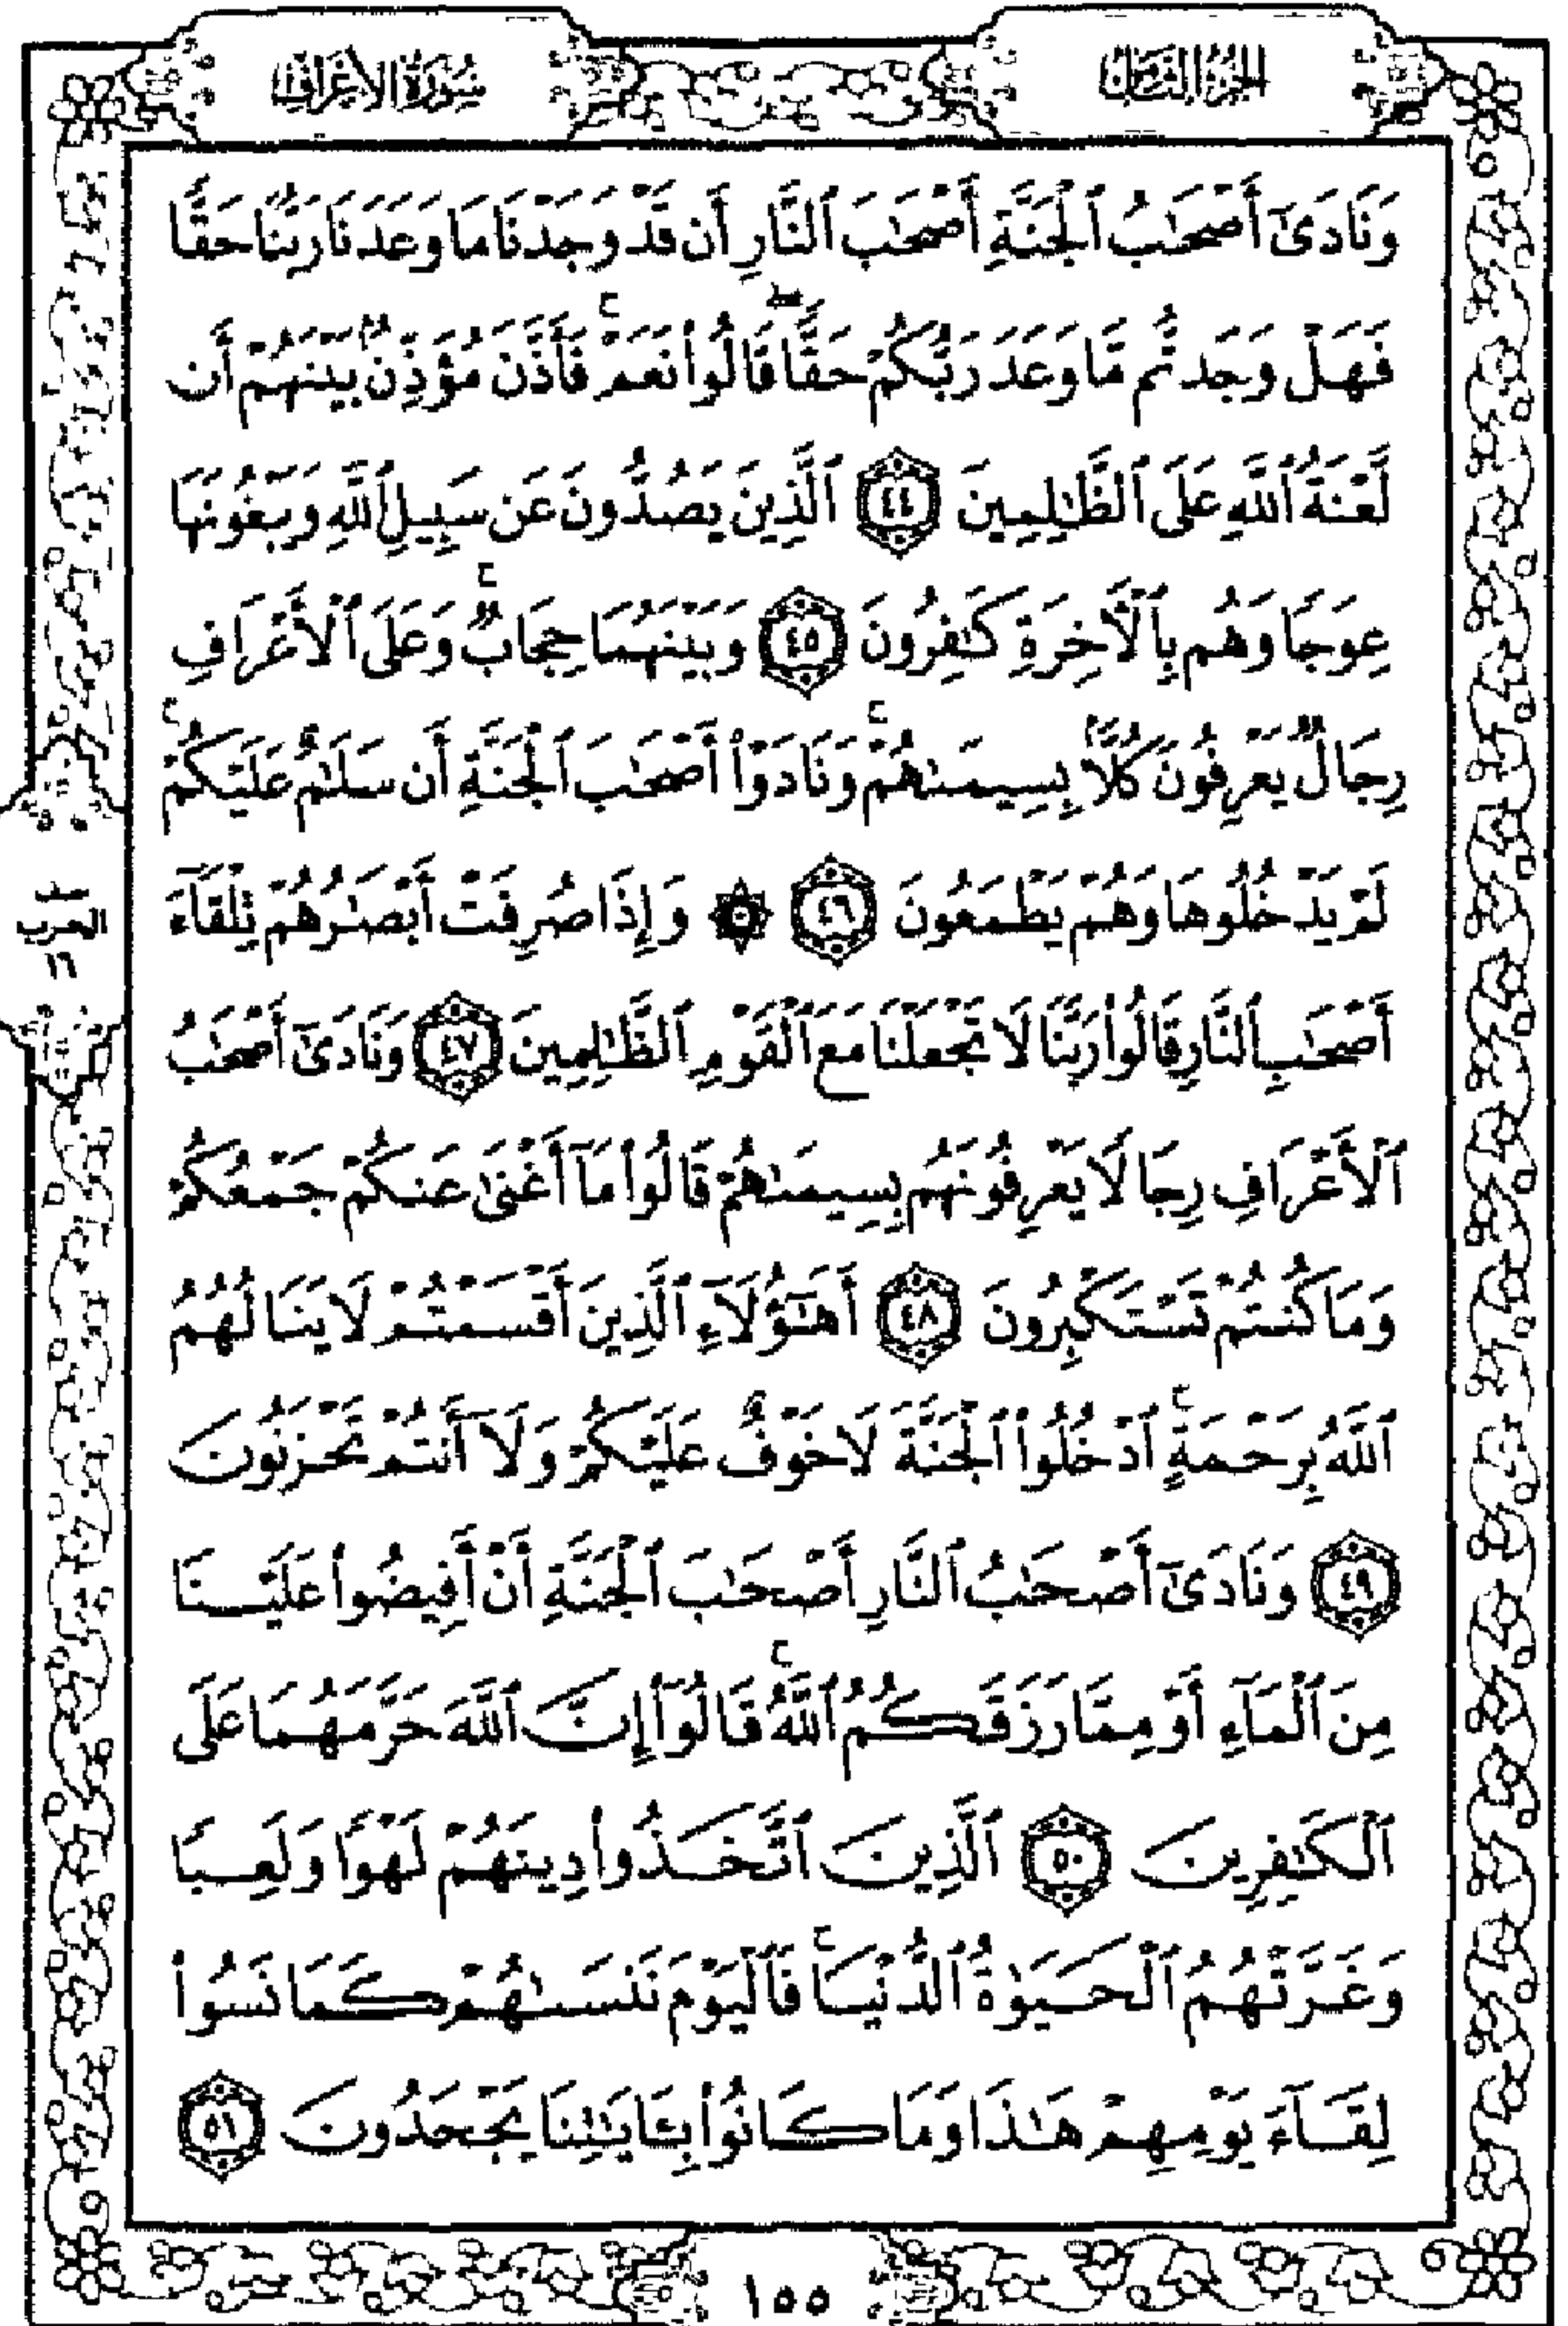 الجزء الثامن
سورة الأعراف
وَنَادَىٰٓ أَصْحَٰبُ ٱلْجَنَّةِ أَصْحَٰبَ ٱلنَّارِ أَن قَدْ وَجَدْنَا مَا وَعَدَنَا رَبُّنَا حَقًّا
فَهَلْ وَجَدتُّم مَّا وَعَدَ رَبُّكُمْ حَقًّاۖ قَالُوا۟ نَعَمْۚ فَأَذَّنَ مُؤَذِّنٌۢ بَيْنَهُمْ أَن
لَّعْنَةُ ٱللَّهِ عَلَى ٱلظَّٰلِمِينَ ٤٤ ٱلَّذِينَ يَصُدُّونَ عَن سَبِيلِ ٱللَّهِ وَيَبْغُونَهَا
عِوَجًا وَهُم بِٱلْأَخِرَةِ كَٰفِرُونَ ٤٥ وَبَيْنَهُمَا حِجَابٌۚ وَعَلَى ٱلْأَعْرَافِ
رِجَالٌ يَعْرِفُونَ كُلًّۢا بِسِيمَىٰهُمْۚ وَنَادَوْا۟ أَصْحَٰبَ ٱلْجَنَّةِ أَن سَلَٰمٌ عَلَيْكُمْۚ
لَمْ يَدْخُلُوهَا وَهُمْ يَطْمَعُونَ ٤٦ ۞ وَإِذَا صُرِفَتْ أَبْصَٰرُهُمْ تِلْقَآءَ
أَصْحَٰبِ ٱلنَّارِ قَالُوا۟ رَبَّنَا لَا تَجْعَلْنَا مَعَ ٱلْقَوْمِ ٱلظَّٰلِمِينَ ٤٧ وَنَادَىٰٓ أَصْحَٰبُ
ٱلْأَعْرَافِ رِجَالًا يَعْرِفُونَهُم بِسِيمَىٰهُمْ قَالُوا۟ مَآ أَغْنَىٰ عَنكُمْ جَمْعُكُمْ
وَمَا كُنتُمْ تَسْتَكْبِرُونَ ٤٨ أَهَٰٓؤُلَآءِ ٱلَّذِينَ أَقْسَمْتُمْ لَا يَنَالُهُمُ
ٱللَّهُ بِرَحْمَةٍۚ ٱدْخُلُوا۟ ٱلْجَنَّةَ لَا خَوْفٌ عَلَيْكُمْ وَلَآ أَنتُمْ تَحْزَنُونَ
٤٩ وَنَادَىٰٓ أَصْحَٰبُ ٱلنَّارِ أَصْحَٰبَ ٱلْجَنَّةِ أَنْ أَفِيضُوا۟ عَلَيْنَا
مِنَ ٱلْمَآءِ أَوْ مِمَّا رَزَقَكُمُ ٱللَّهُۚ قَالُوٓا۟ إِنَّ ٱللَّهَ حَرَّمَهُمَا عَلَى
ٱلْكَٰفِرِينَ ٥٠ ٱلَّذِينَ ٱتَّخَذُوا۟ دِينَهُمْ لَهْوًا وَلَعِبًا
وَغَرَّتْهُمُ ٱلْحَيَوٰةُ ٱلدُّنْيَاۚ فَٱلْيَوْمَ نَنسَىٰهُمْ كَمَا نَسُوا۟
لِقَآءَ يَوْمِهِمْ هَٰذَا وَمَا كَانُوا۟ بِـَٔايَٰتِنَا يَجْحَدُونَ ٥١
١٥٥